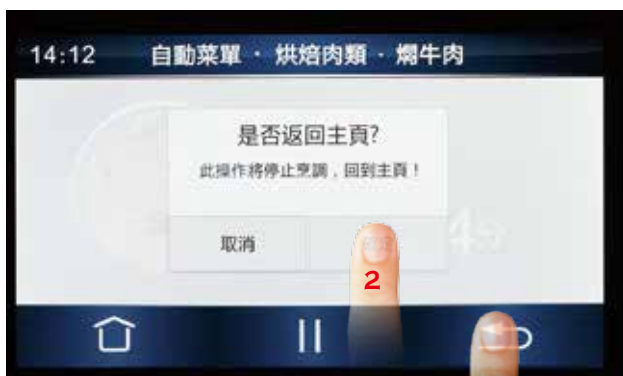 14:12 自動菜單 · 烘焙肉類 · 燜牛肉
是否返回主頁?
此操作將停止烹調，回到主頁！
取消
2